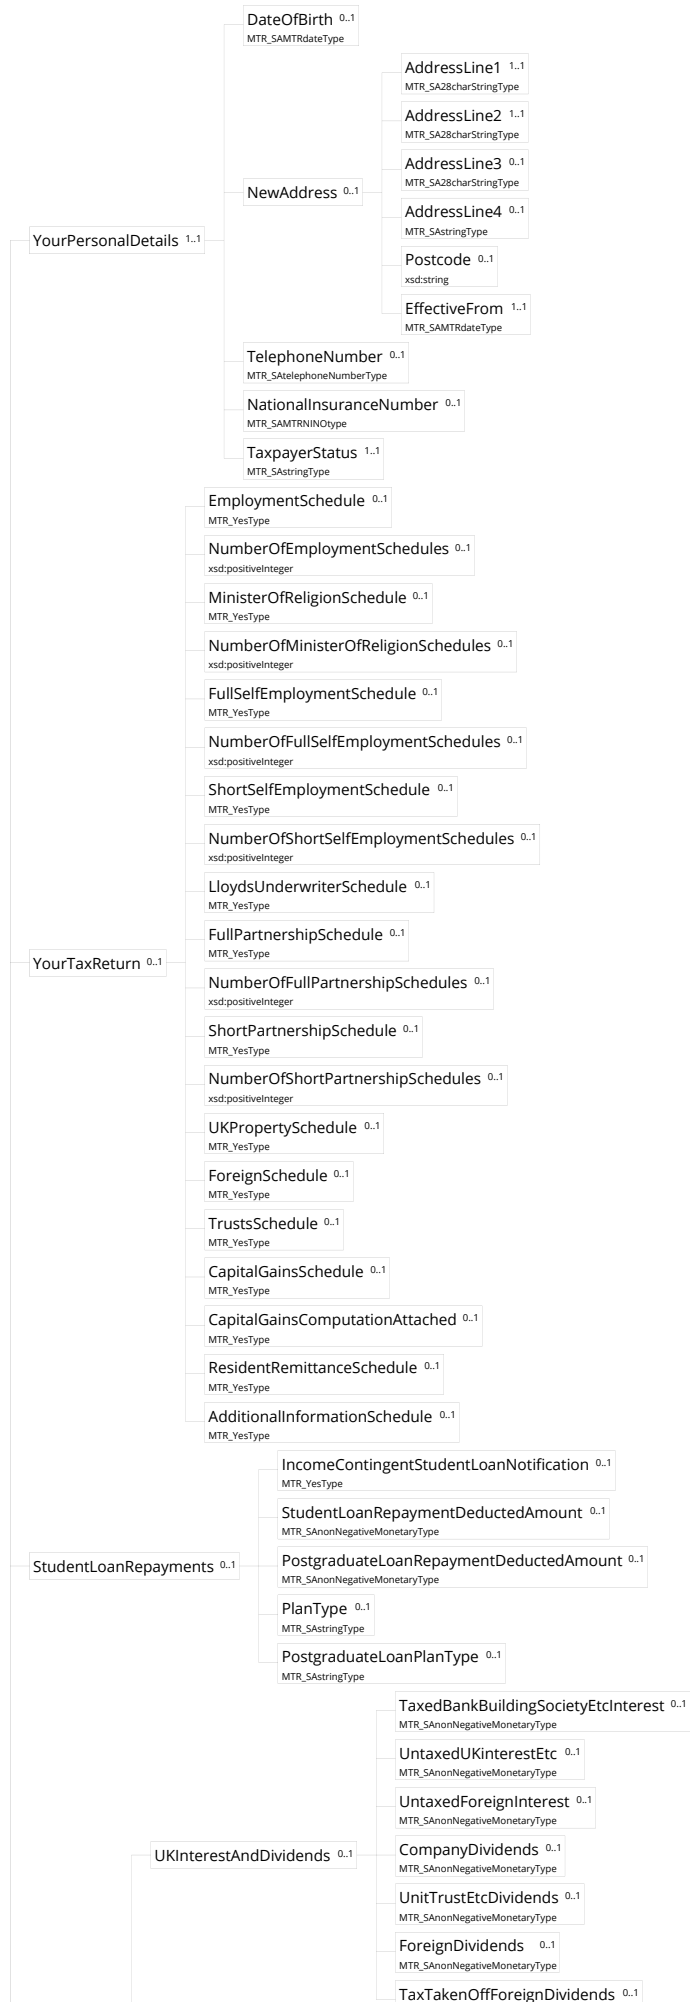 DateOfBirth 0..1
MTR_SAMTRdateType
AddressLine1 1..1
MTR_SA28charStringType
AddressLine2 1..1
MTR_SA28charStringType
AddressLine3 0..1
MTR_SA28charStringType
NewAddress 0..1
AddressLine4 0..1
MTR_SAstringType
YourPersonalDetails 1..1
Postcode 0..1
xsd:string
EffectiveFrom 1..1
MTR_SAMTRdateType
TelephoneNumber 0..1
MTR_SAtelephoneNumberType
NationalInsuranceNumber 0..1
MTR_SAMTRNINOtype
TaxpayerStatus 1..1
MTR_SAstringType
EmploymentSchedule 0..1
MTR_YesType
NumberOfEmploymentSchedules 0..1
xsd:positiveInteger
MinisterOfReligionSchedule 0..1
MTR_YesType
NumberOfMinisterOfReligionSchedules 0..1
xsd:positiveInteger
FullSelfEmploymentSchedule 0..1
MTR_YesType
NumberOfFullSelfEmploymentSchedules 0..1
xsd:positiveInteger
ShortSelfEmploymentSchedule 0..1
MTR_YesType
NumberOfShortSelfEmploymentSchedules 0..1
xsd:positiveInteger
LloydsUnderwriterSchedule 0..1
MTR_YesType
FullPartnershipSchedule 0..1
MTR_YesType
YourTaxReturn 0..1
NumberOfFullPartnershipSchedules 0..1
xsd:positiveInteger
ShortPartnershipSchedule 0..1
MTR_YesType
NumberOfShortPartnershipSchedules 0..1
xsd:positiveInteger
UKPropertySchedule 0..1
MTR_YesType
ForeignSchedule 0..1
MTR_YesType
TrustsSchedule 0..1
MTR_YesType
CapitalGainsSchedule 0..1
MTR_YesType
CapitalGainsComputationAttached 0..1
MTR_YesType
ResidentRemittanceSchedule 0..1
MTR_YesType
AdditionalInformationSchedule 0..1
MTR_YesType
IncomeContingentStudentLoanNotification 0..1
MTR_YesType
StudentLoanRepaymentDeductedAmount 0..1
MTR_SAnonNegativeMonetaryType
StudentLoanRepayments 0..1
PostgraduateLoanRepaymentDeductedAmount 0..1
MTR_SAnonNegativeMonetaryType
PlanType 0..1
MTR_SAstringType
PostgraduateLoanPlanType 0..1
MTR_SAstringType
TaxedBankBuildingSocietyEtcInterest 0..1
MTR_SAnonNegativeMonetaryType
UntaxedUKinterestEtc 0..1
MTR_SAnonNegativeMonetaryType
UntaxedForeignInterest 0..1
MTR_SAnonNegativeMonetaryType
UKInterestAndDividends 0..1
CompanyDividends 0..1
MTR_SAnonNegativeMonetaryType
UnitTrustEtcDividends 0..1
MTR_SAnonNegativeMonetaryType
ForeignDividends 0..1
MTR_SAnonNegativeMonetaryType
TaxTakenOffForeignDividends 0..1